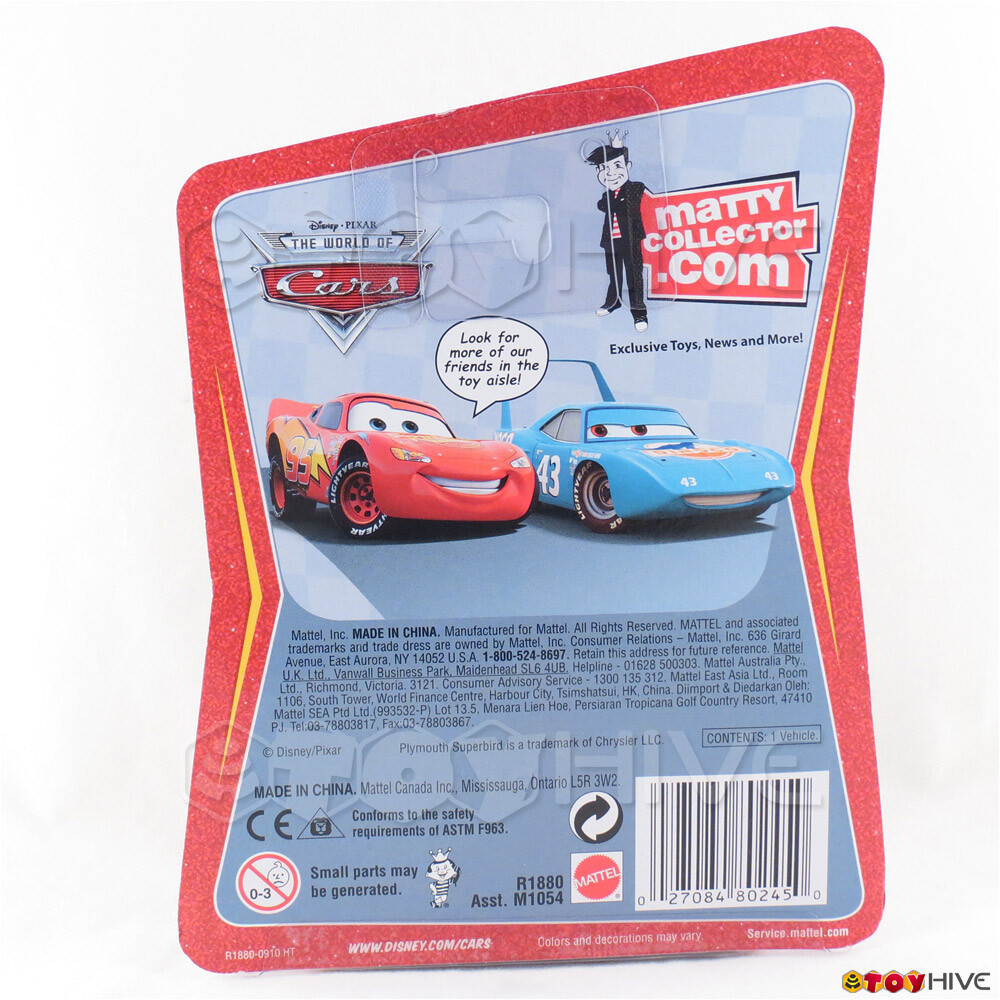 Disney · PIXAR
THE WORLD OF
Cars
matty
collector
.com
Exclusive Toys, News and More!
Look for
more of our
friends in the
toy aisle!
95
LIGHTYEAR
43
LIGHTYEAR
43
43
Mattel, Inc. MADE IN CHINA. Manufactured for Mattel. All Rights Reserved. MATTEL and associated
trademarks and trade dress are owned by Mattel, Inc. Consumer Relations – Mattel, Inc. 636 Girard
Avenue, East Aurora, NY 14052 U.S.A. 1-800-524-8697. Retain this address for future reference. Mattel
U.K. Ltd., Vanwall Business Park, Maidenhead SL6 4UB, Helpline - 01628 500303. Mattel Australia Pty.,
Ltd., Richmond, Victoria. 3121. Consumer Advisory Service - 1300 135 312. Mattel East Asia Ltd., Room
1106, South Tower, World Finance Centre, Harbour City, Tsimshatsui, HK, China. Diimport & Diedarkan Oleh:
Mattel SEA Ptd Ltd.(993532-P) Lot 13.5, Menara Lien Hoe, Persiaran Tropicana Golf Country Resort, 47410
PJ. Tel:03-78803817, Fax:03-78803867.
© Disney/Pixar
Plymouth Superbird is a trademark of Chrysler LLC.
CONTENTS: 1 Vehicle.
TOYHIVE
MADE IN CHINA. Mattel Canada Inc., Mississauga, Ontario L5R 3W2.
CE
Conforms to the safety
requirements of ASTM F963.
0-3
Small parts may
be generated.
R1880
Asst. M1054
MATTEL
0 27084 80245 0
R1880-0910 HT
WWW.DISNEY.COM/CARS
Colors and decorations may vary.
Service.mattel.com
TOYHIVE